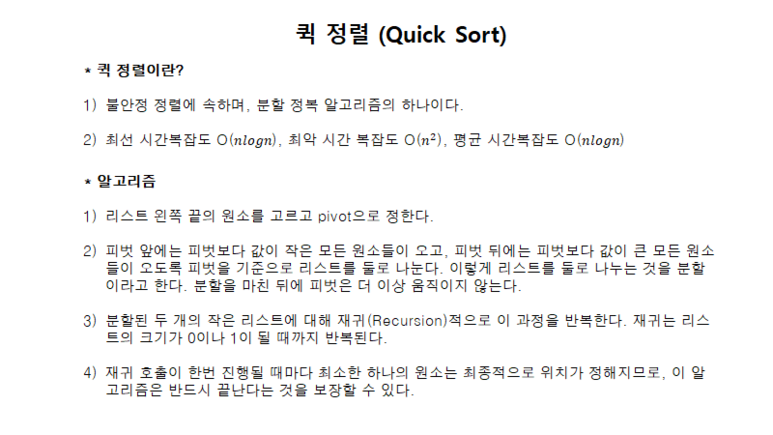 퀵 정렬 (Quick Sort)
* 퀵 정렬이란?
1) 불안정 정렬에 속하며, 분할 정복 알고리즘의 하나이다.
2) 최선 시간복잡도 O(nlogn), 최악 시간 복잡도 O(n²), 평균 시간복잡도 O(nlogn)
* 알고리즘
1) 리스트 왼쪽 끝의 원소를 고르고 pivot으로 정한다.
2) 피벗 앞에는 피벗보다 값이 작은 모든 원소들이 오고, 피벗 뒤에는 피벗보다 값이 큰 모든 원소
들이 오도록 피벗을 기준으로 리스트를 둘로 나눈다. 이렇게 리스트를 둘로 나누는 것을 분할
이라고 한다. 분할을 마친 뒤에 피벗은 더 이상 움직이지 않는다.
3) 분할된 두 개의 작은 리스트에 대해 재귀(Recursion)적으로 이 과정을 반복한다. 재귀는 리스
트의 크기가 0이나 1이 될 때까지 반복된다.
4) 재귀 호출이 한번 진행될 때마다 최소한 하나의 원소는 최종적으로 위치가 정해지므로, 이 알
고리즘은 반드시 끝난다는 것을 보장할 수 있다.